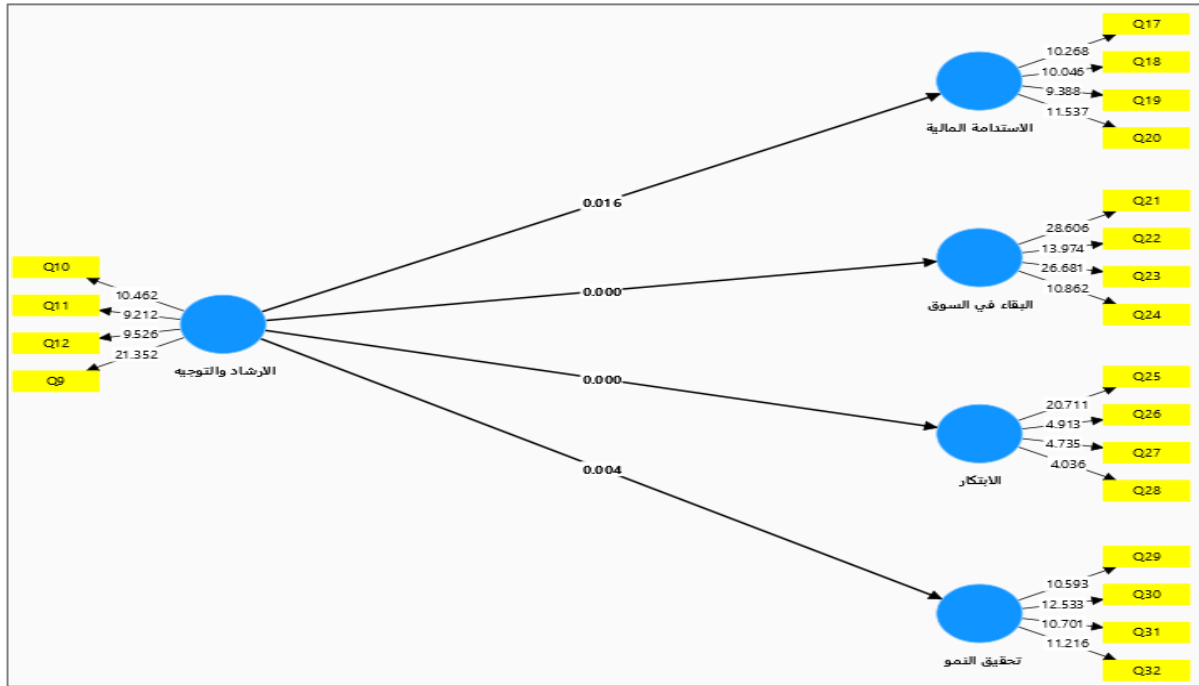 Q17
10.268
Q18
10.046
9.388
Q19
11.537
Q20
الاستدامة المالية
0.016
Q21
28.606
Q22
13.974
26.681
Q23
10.862
Q24
البقاء في السوق
0.000
Q10
10.462
Q11
9.212
Q12
9.526
21.352
Q9
الارشاد والتوجيه
0.000
Q25
20.711
Q26
4.913
4.735
Q27
4.036
Q28
الابتكار
0.004
Q29
10.593
Q30
12.533
10.701
Q31
11.216
Q32
تحقيق النمو